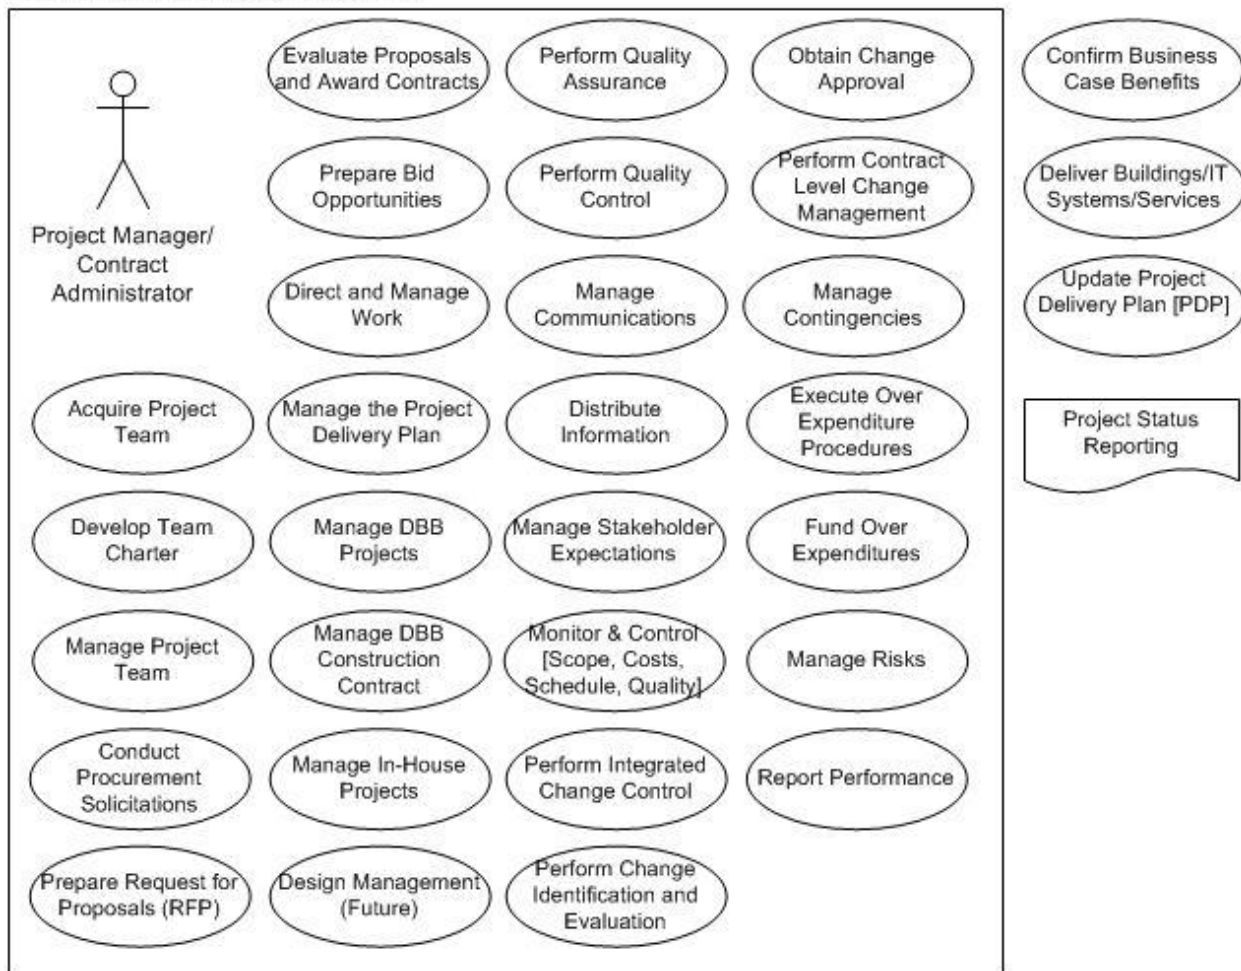 Project Manager/
Contract
Administrator
Acquire Project
Team
Develop Team
Charter
Manage Project
Team
Conduct
Procurement
Solicitations
Prepare Request for
Proposals (RFP)
Evaluate Proposals
and Award Contracts
Prepare Bid
Opportunities
Direct and Manage
Work
Manage the Project
Delivery Plan
Manage DBB
Projects
Manage DBB
Construction
Contract
Manage In-House
Projects
Design Management
(Future)
Perform Quality
Assurance
Perform Quality
Control
Manage
Communications
Distribute
Information
Manage Stakeholder
Expectations
Monitor & Control
[Scope, Costs,
Schedule, Quality]
Perform Integrated
Change Control
Perform Change
Identification and
Evaluation
Obtain Change
Approval
Perform Contract
Level Change
Management
Manage
Contingencies
Execute Over
Expenditure
Procedures
Fund Over
Expenditures
Manage Risks
Report Performance
Confirm Business
Case Benefits
Deliver Buildings/IT
Systems/Services
Update Project
Delivery Plan [PDP]
Project Status
Reporting